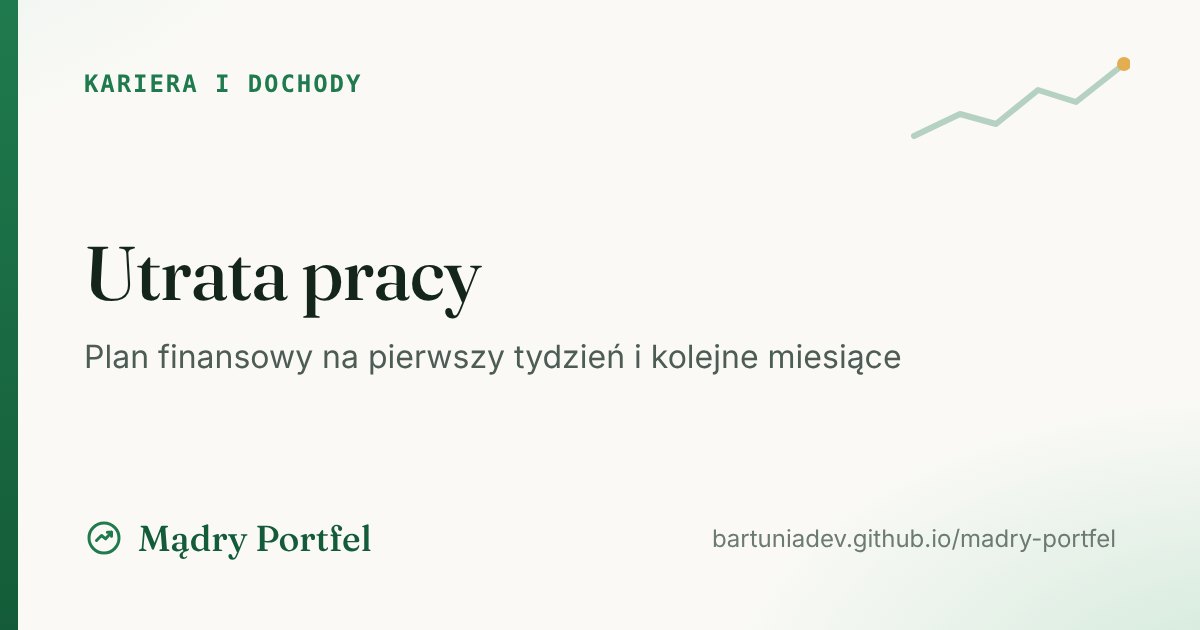 KARIERA I DOCHODY
Utrata pracy
Plan finansowy na pierwszy tydzień i kolejne miesiące
Mądry Portfel
bartuniadev.github.io/madry-portfel